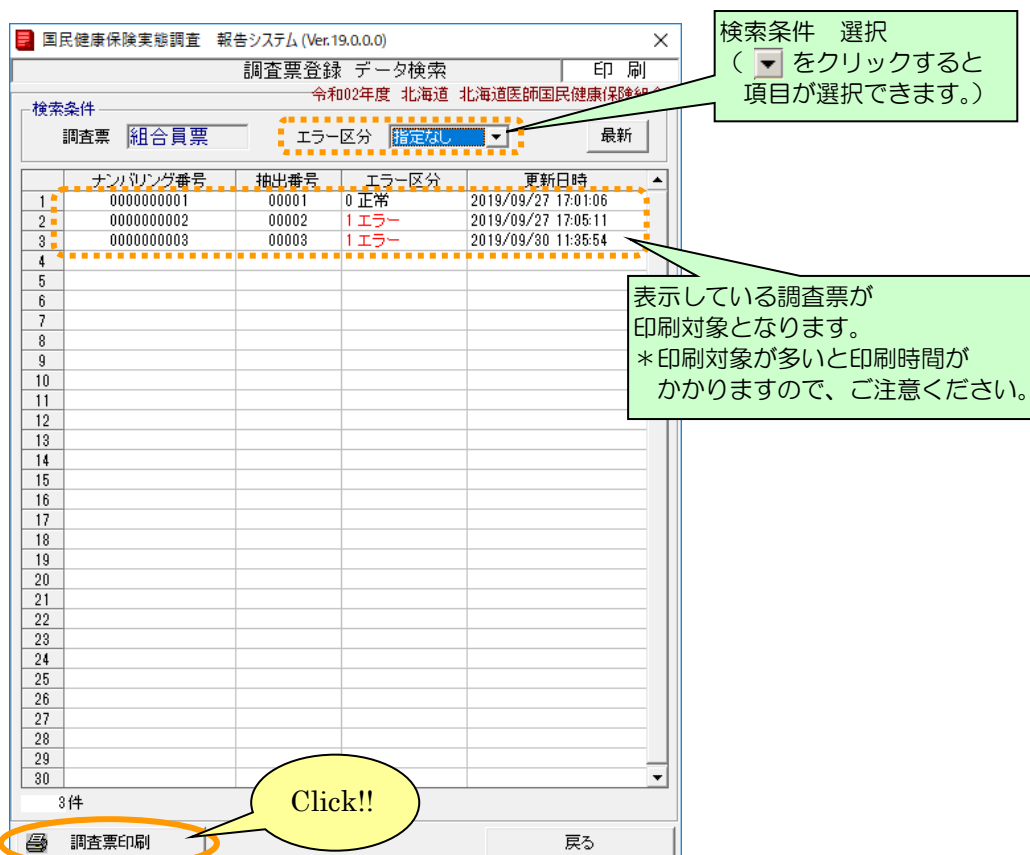 国民健康保険実態調査　報告システム (Ver.19.0.0.0)
調査票登録 データ検索
印 刷
令和02年度 北海道 北海道医師国民健康保険組合
検索条件
調査票 組合員票 エラー区分 指定なし 最新
ナンバリング番号 抽出番号 エラー区分 更新日時
1 0000000001 00001 0 正常 2019/09/27 17:01:06
2 0000000002 00002 1 エラー 2019/09/27 17:05:11
3 0000000003 00003 1 エラー 2019/09/30 11:35:54
4
5
6
7
8
9
10
11
12
13
14
15
16
17
18
19
20
21
22
23
24
25
26
27
28
29
30
3件
調査票印刷
戻る
検索条件　選択
（ をクリックすると
項目が選択できます。）
表示している調査票が
印刷対象となります。
＊印刷対象が多いと印刷時間が
かかりますので、ご注意ください。
Click!!